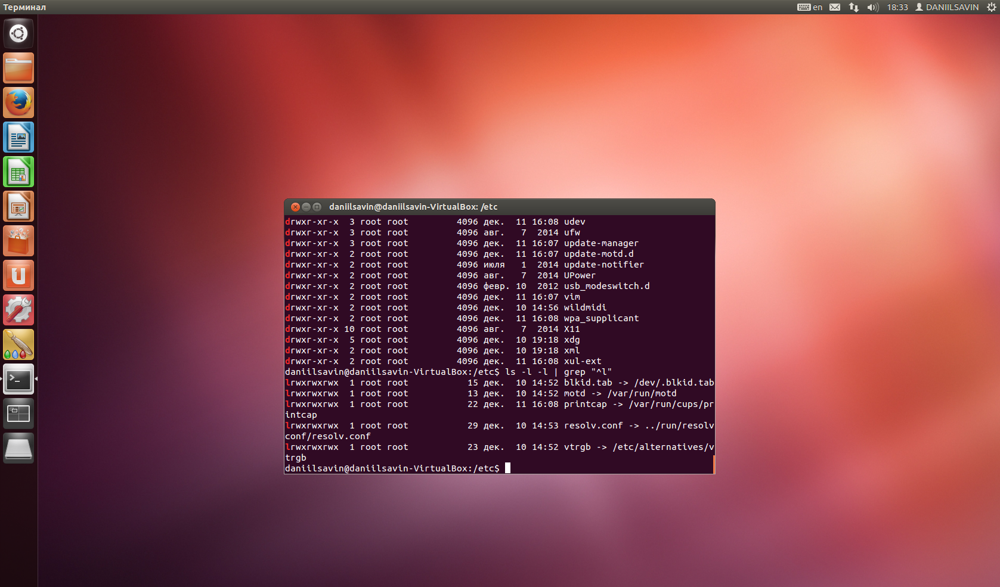 Терминал
en
18:33
DANIILSAVIN
daniilsavin@daniilsavin-VirtualBox: /etc
drwxr-xr-x  3 root root         4096 дек.  11 16:08 udev
drwxr-xr-x  3 root root         4096 авг.   7  2014 ufw
drwxr-xr-x  3 root root         4096 дек.  11 16:07 update-manager
drwxr-xr-x  2 root root         4096 дек.  11 16:07 update-motd.d
drwxr-xr-x  2 root root         4096 июля   1  2014 update-notifier
drwxr-xr-x  2 root root         4096 авг.   7  2014 UPower
drwxr-xr-x  2 root root         4096 февр. 10  2012 usb_modeswitch.d
drwxr-xr-x  2 root root         4096 дек.  11 16:07 vim
drwxr-xr-x  2 root root         4096 дек.  10 14:56 wildmidi
drwxr-xr-x  2 root root         4096 дек.  11 16:08 wpa_supplicant
drwxr-xr-x 10 root root         4096 авг.   7  2014 X11
drwxr-xr-x  5 root root         4096 дек.  10 19:18 xdg
drwxr-xr-x  2 root root         4096 дек.  10 19:18 xml
drwxr-xr-x  2 root root         4096 дек.  11 16:08 xul-ext
daniilsavin@daniilsavin-VirtualBox:/etc$ ls -l -l | grep "^l"
lrwxrwxrwx  1 root root           15 дек.  10 14:52 blkid.tab -> /dev/.blkid.tab
lrwxrwxrwx  1 root root           13 дек.  10 14:52 motd -> /var/run/motd
lrwxrwxrwx  1 root root           22 дек.  11 16:08 printcap -> /var/run/cups/pr
intcap
lrwxrwxrwx  1 root root           29 дек.  10 14:53 resolv.conf -> ../run/resolv
conf/resolv.conf
lrwxrwxrwx  1 root root           23 дек.  10 14:52 vtrgb -> /etc/alternatives/v
trgb
daniilsavin@daniilsavin-VirtualBox:/etc$